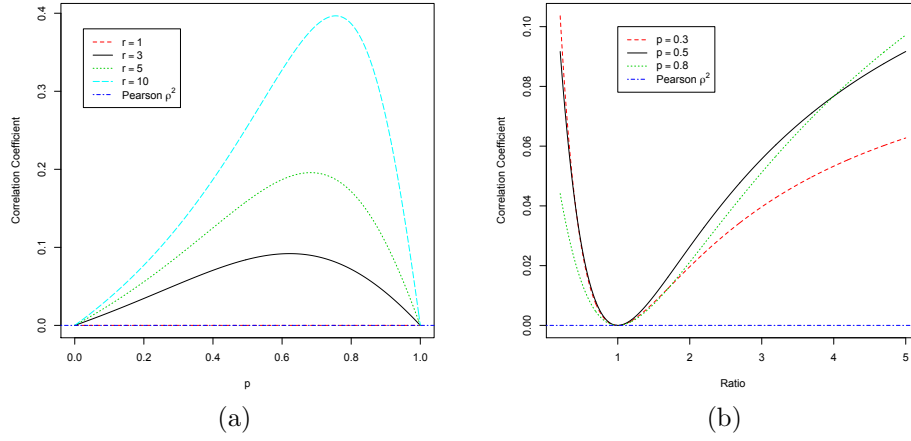 r = 1
r = 3
r = 5
r = 10
Pearson ρ²
Correlation Coefficient
0.0
0.1
0.2
0.3
0.4
0.0
0.2
0.4
0.6
0.8
1.0
p
(a)
p = 0.3
p = 0.5
p = 0.8
Pearson ρ²
Correlation Coefficient
0.00
0.02
0.04
0.06
0.08
0.10
1
2
3
4
5
Ratio
(b)